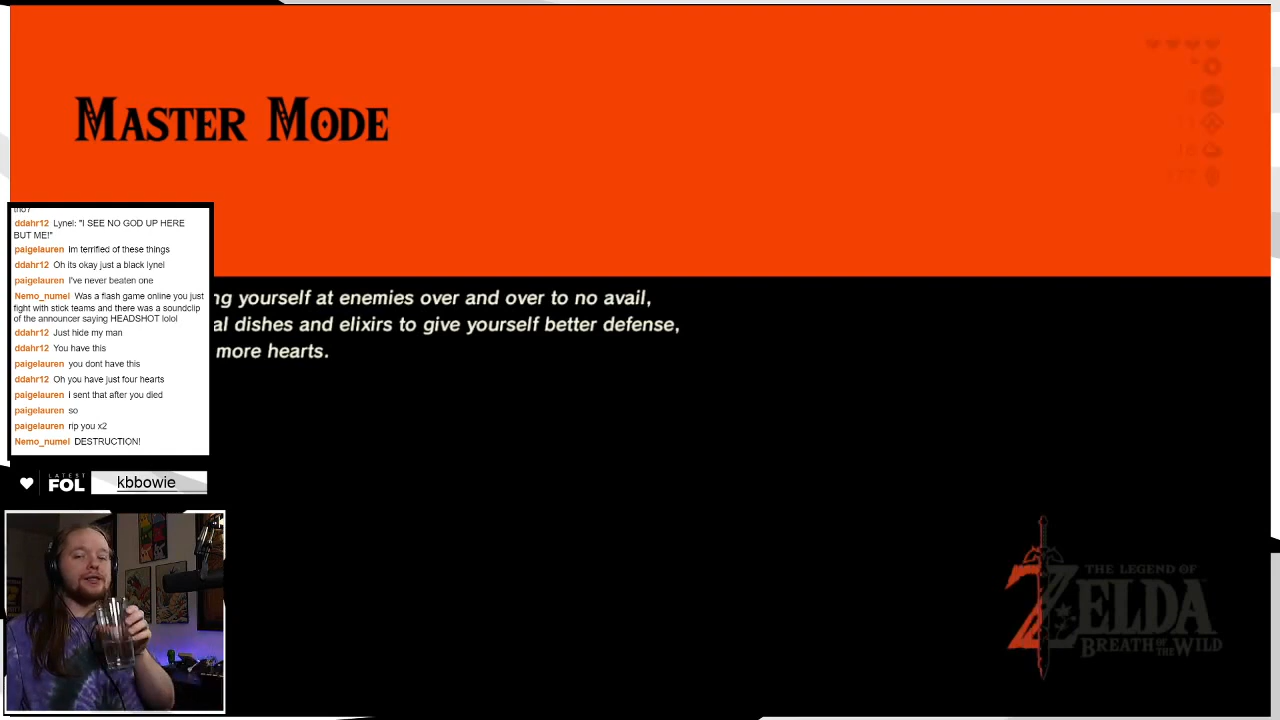 MASTER MODE
ng yourself at enemies over and over to no avail,
al dishes and elixirs to give yourself better defense,
more hearts.
ddahr12 Lynel: "I SEE NO GOD UP HERE
BUT ME!"
paigelauren im terrified of these things
ddahr12 Oh its okay just a black lynel
paigelauren I've never beaten one
Nemo_numel Was a flash game online you just
fight with stick teams and there was a soundclip
of the announcer saying HEADSHOT lolol
ddahr12 Just hide my man
ddahr12 You have this
paigelauren you dont have this
ddahr12 Oh you have just four hearts
paigelauren I sent that after you died
paigelauren so
paigelauren rip you x2
Nemo_numel DESTRUCTION!
LATEST
FOL kbbowie
THE LEGEND OF
ZELDA
BREATH OF THE WILD